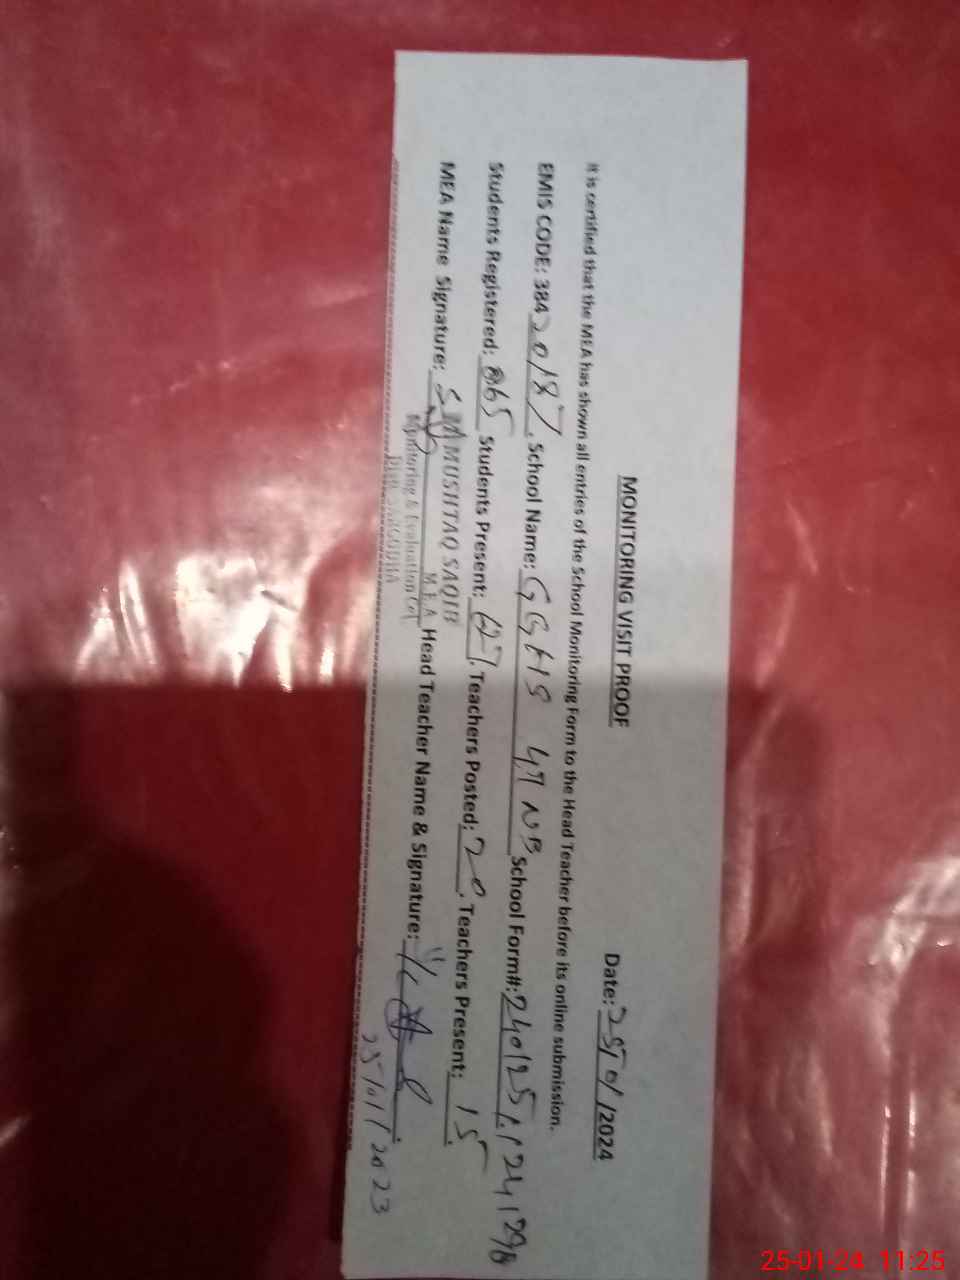 MONITORING VISIT PROOF
Date: 25/01/2024
It is certified that the MEA has shown all entries of the School Monitoring Form to the Head Teacher before its online submission.
EMIS CODE: 38420187, School Name: GGHS 47 NB School Form#: 240125
Students Registered: 865 Students Present: Teachers Posted: 20, Teachers Present: 15
MEA Name Signature: MUSHTAQ SAQIB Head Teacher Name & Signature:
M.E.A
Monitoring & Evaluation Cell
SARGODHA
25/01/2023
25-01-24 11:25